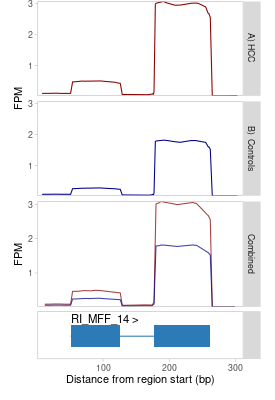 3
2
1
FPM
A) HCC
3
2
1
B) Controls
3
2
1
FPM
Combined
RI_MFF_14 >
100
200
300
Distance from region start (bp)